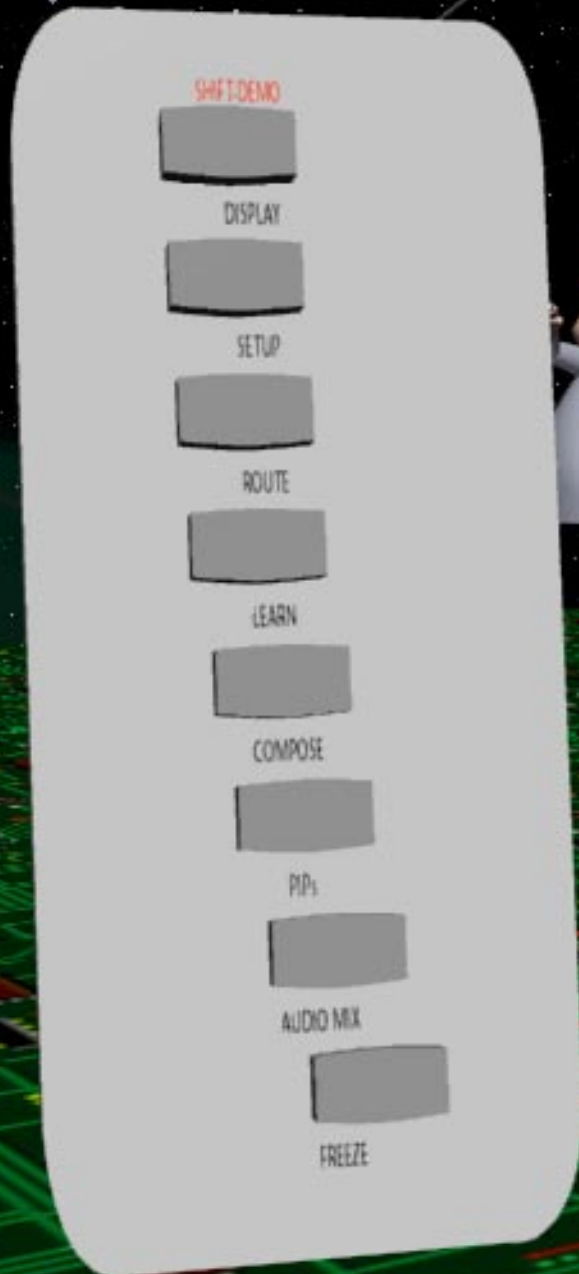 SHIFT-DEMO
DISPLAY
SETUP
ROUTE
LEARN
COMPOSE
PIPs
AUDIO MIX
FREEZE